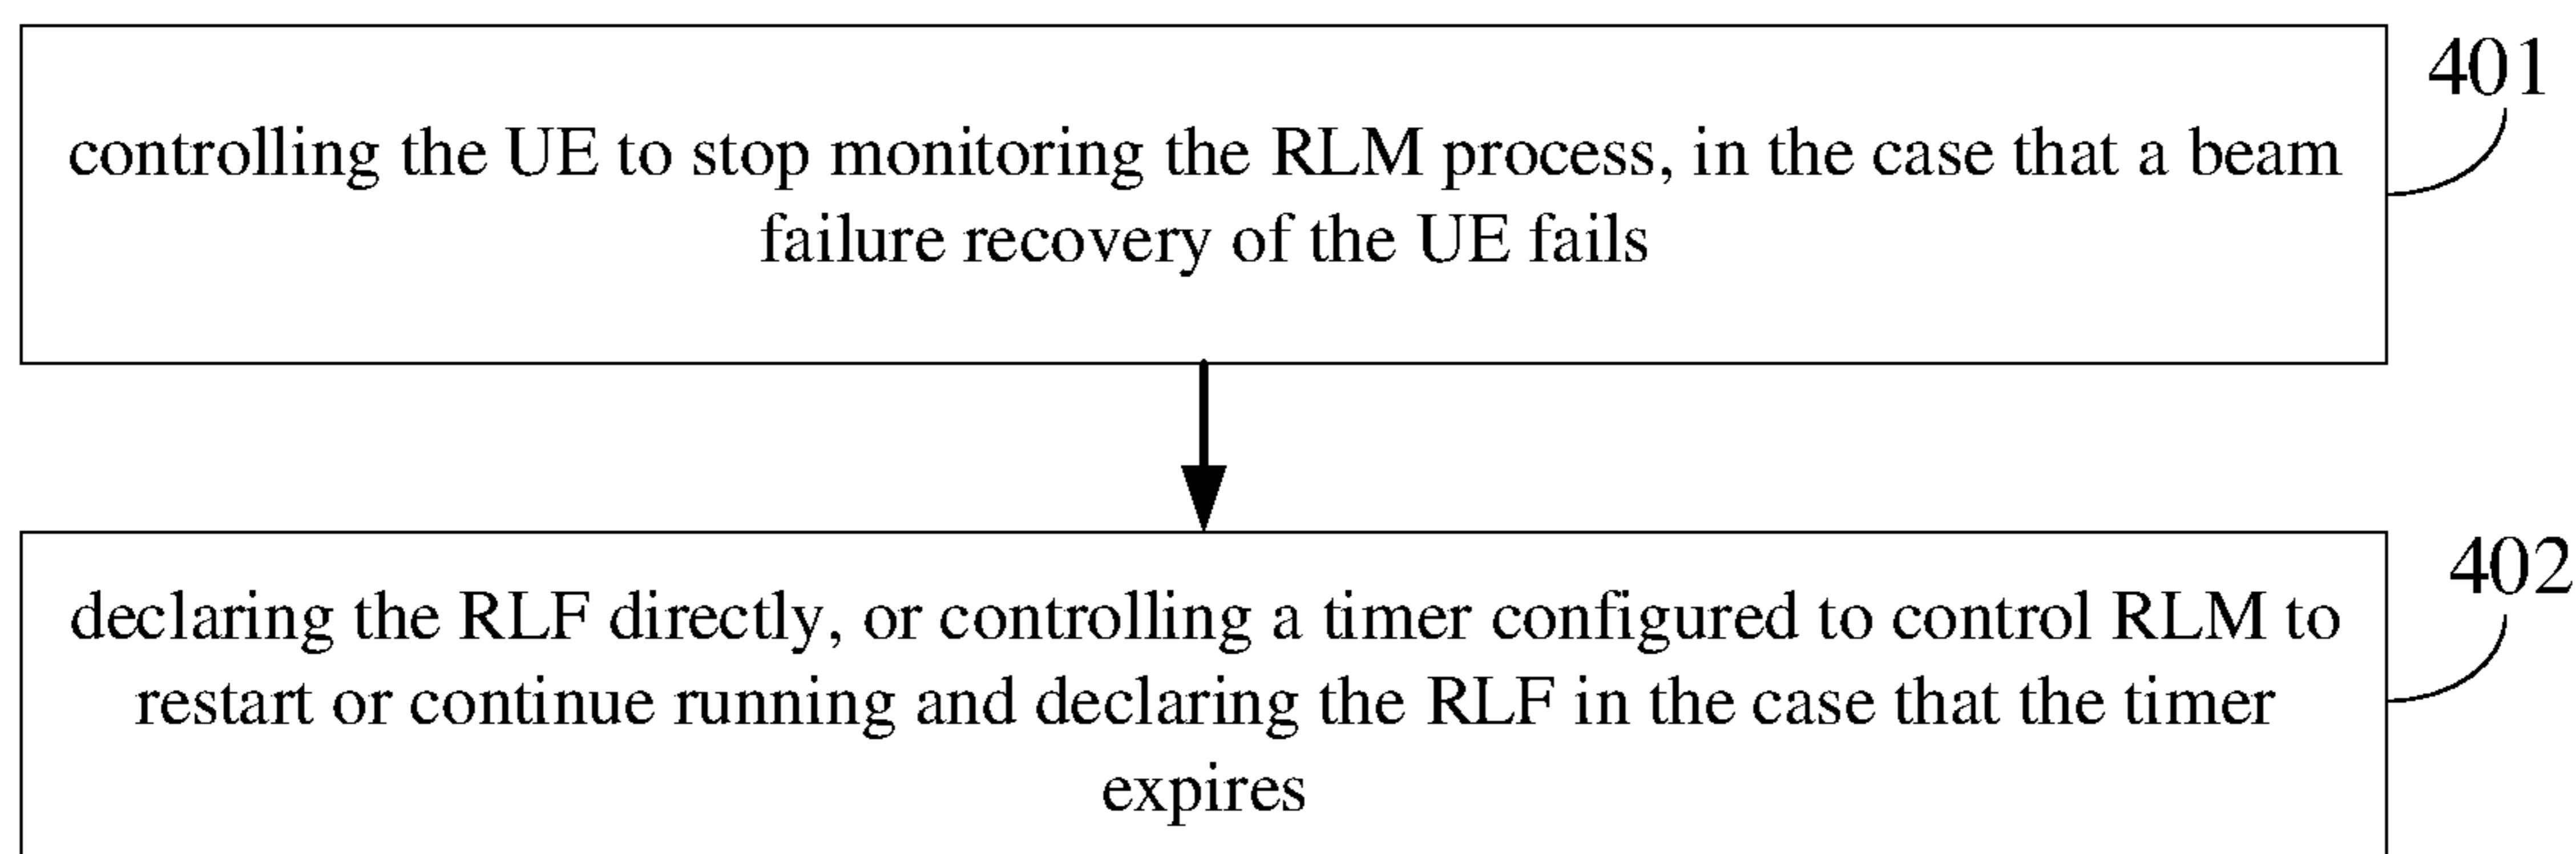 controlling the UE to stop monitoring the RLM process, in the case that a beam
failure recovery of the UE fails
401
declaring the RLF directly, or controlling a timer configured to control RLM to
restart or continue running and declaring the RLF in the case that the timer
expires
402